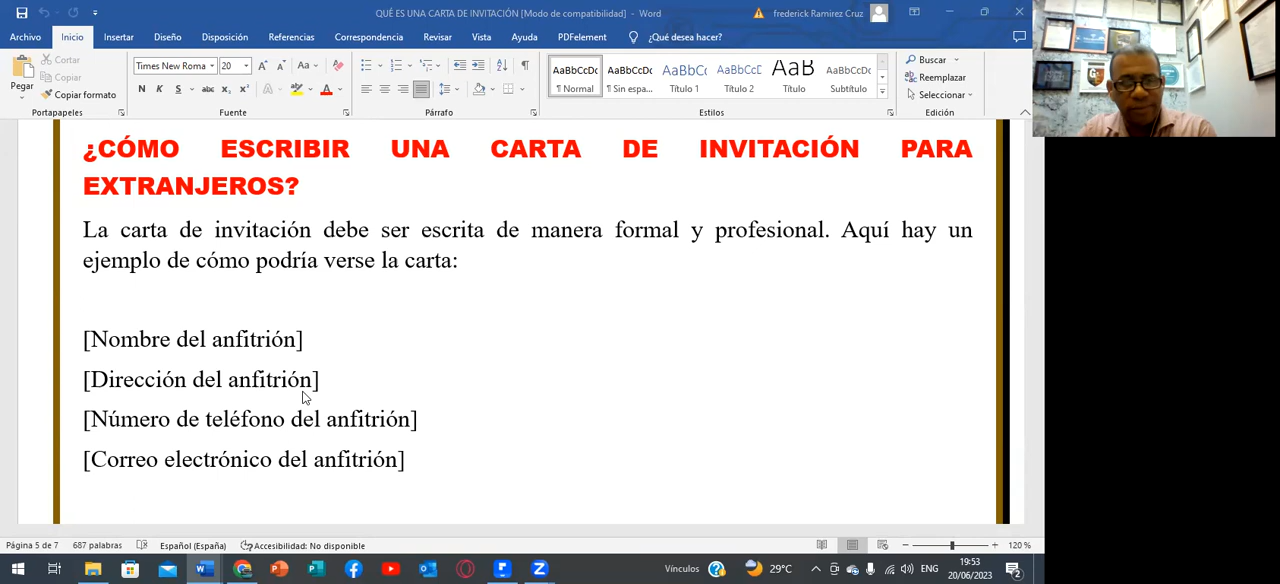 QUÉ ES UNA CARTA DE INVITACIÓN [Modo de compatibilidad] - Word
frederick Ramirez Cruz
Archivo Inicio Insertar Diseño Disposición Referencias Correspondencia Revisar Vista Ayuda PDFelement ¿Qué desea hacer?
Pegar
Cortar
Copiar
Copiar formato
Portapapeles
Times New Roma 20
N K S abc x₂ x²
Fuente
Párrafo
AaBbCcDc AaBbCcDc AaBbCcD AaBbCcD AaBb AaBbCcDc
¶ Normal ¶ Sin espa... Título 1 Título 2 Título Subtítulo
Estilos
Buscar
Reemplazar
Seleccionar
Edición
¿CÓMO ESCRIBIR UNA CARTA DE INVITACIÓN PARA
EXTRANJEROS?
La carta de invitación debe ser escrita de manera formal y profesional. Aquí hay un
ejemplo de cómo podría verse la carta:
[Nombre del anfitrión]
[Dirección del anfitrión]
[Número de teléfono del anfitrión]
[Correo electrónico del anfitrión]
Página 5 de 7 687 palabras Español (España) Accesibilidad: No disponible 120 %
Vínculos 29°C ENG 19:53
20/06/2023